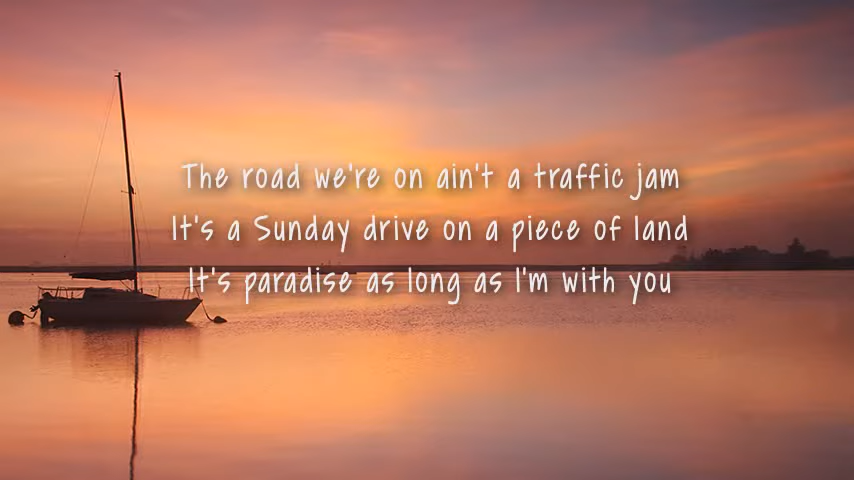 The road we're on ain't a traffic jam
It's a Sunday drive on a piece of land
It's paradise as long as I'm with you